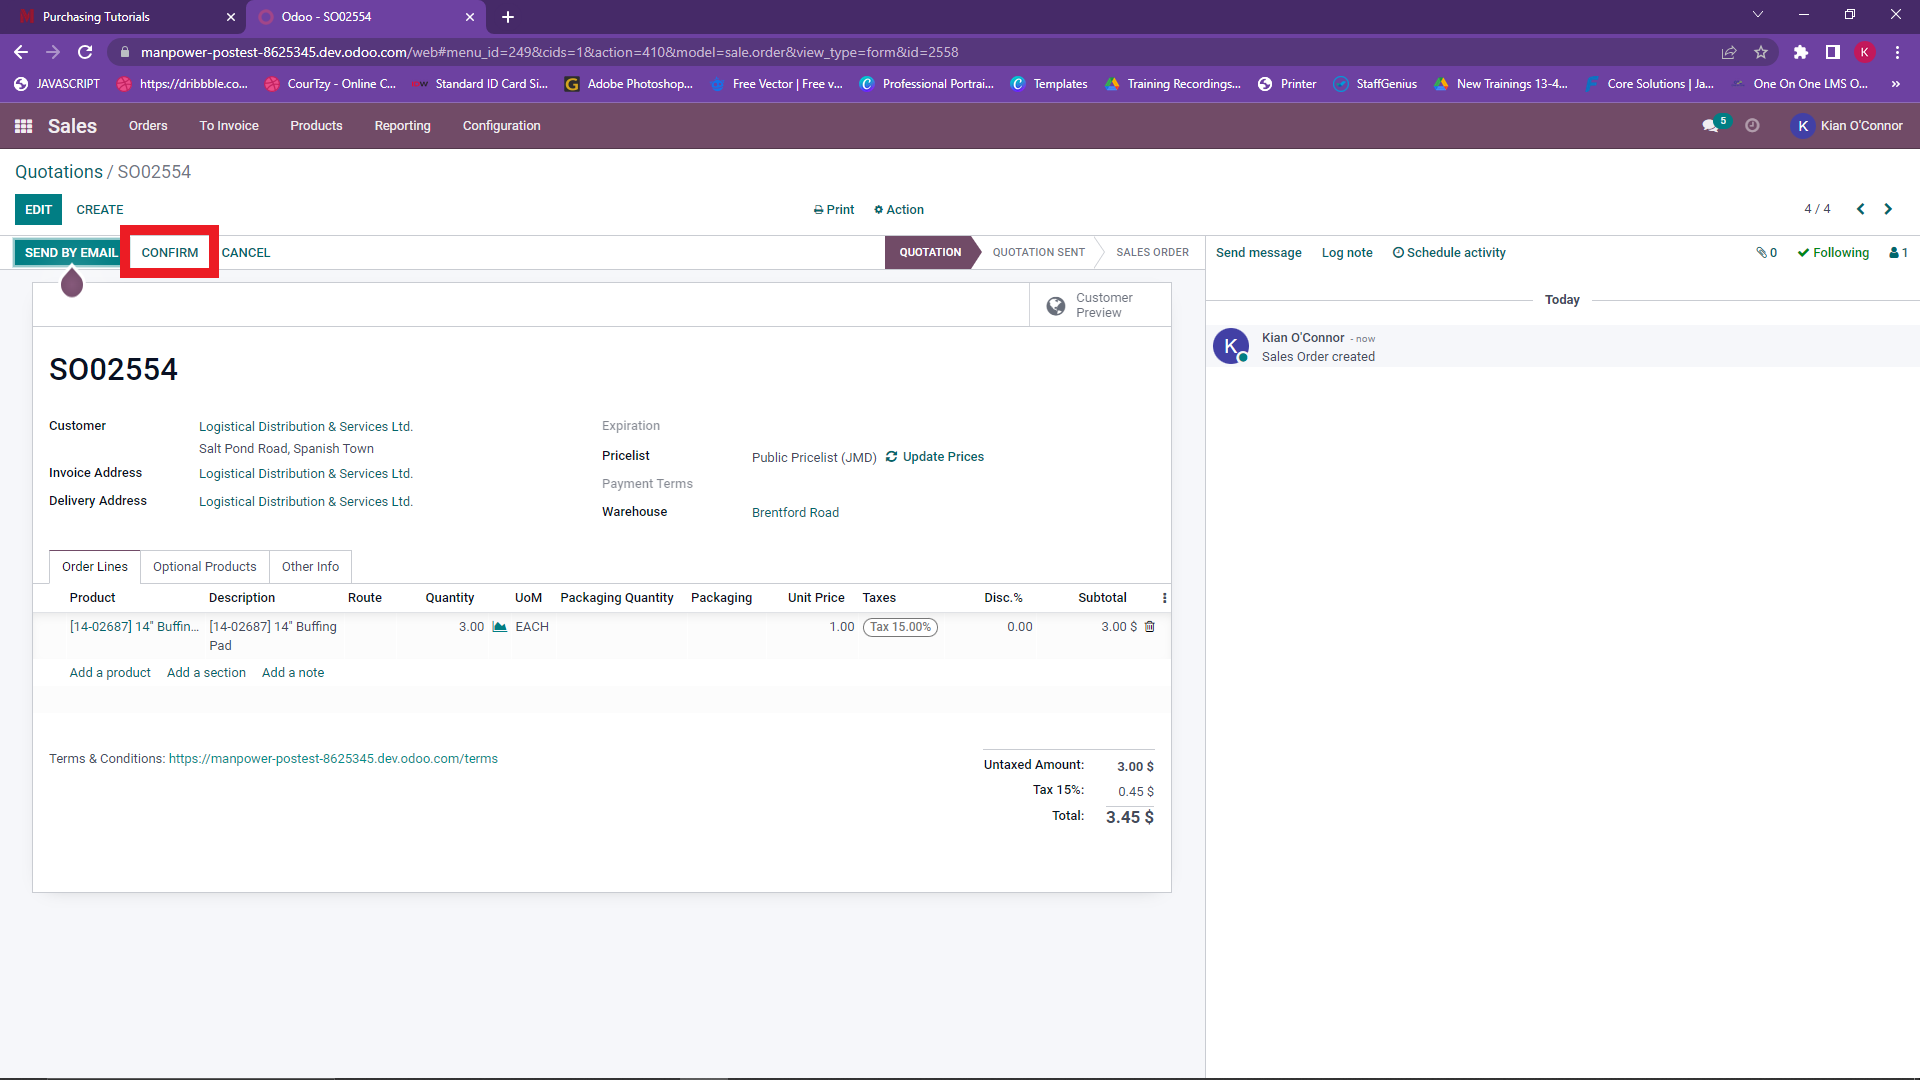 Purchasing Tutorials
Odoo - SO02554
manpower-postest-8625345.dev.odoo.com/web#menu_id=249&cids=1&action=410&model=sale.order&view_type=form&id=2558
K
JAVASCRIPT
https://dribbble.co...
CourTzy - Online C...
Standard ID Card Si...
Adobe Photoshop...
Free Vector | Free v...
Professional Portrai...
Templates
Training Recordings...
Printer
StaffGenius
New Trainings 13-4...
Core Solutions | Ja...
One On One LMS O...
»
Sales
Orders
To Invoice
Products
Reporting
Configuration
5
K
Kian O'Connor
Quotations / SO02554
EDIT
CREATE
Print
Action
4 / 4
SEND BY EMAIL
CONFIRM
CANCEL
QUOTATION
QUOTATION SENT
SALES ORDER
Send message
Log note
Schedule activity
0
Following
1
Customer
Preview
Today
K
Kian O'Connor - now
Sales Order created
SO02554
Customer
Logistical Distribution & Services Ltd.
Salt Pond Road, Spanish Town
Invoice Address
Logistical Distribution & Services Ltd.
Delivery Address
Logistical Distribution & Services Ltd.
Expiration
Pricelist
Public Pricelist (JMD)
Update Prices
Payment Terms
Warehouse
Brentford Road
Order Lines
Optional Products
Other Info
Product Description Route Quantity UoM Packaging Quantity Packaging Unit Price Taxes Disc.% Subtotal
[14-02687] 14" Buffin... [14-02687] 14" Buffing 3.00 EACH 1.00 Tax 15.00% 0.00 3.00 $
Pad
Add a product
Add a section
Add a note
Terms & Conditions: https://manpower-postest-8625345.dev.odoo.com/terms
Untaxed Amount: 3.00 $
Tax 15%: 0.45 $
Total: 3.45 $